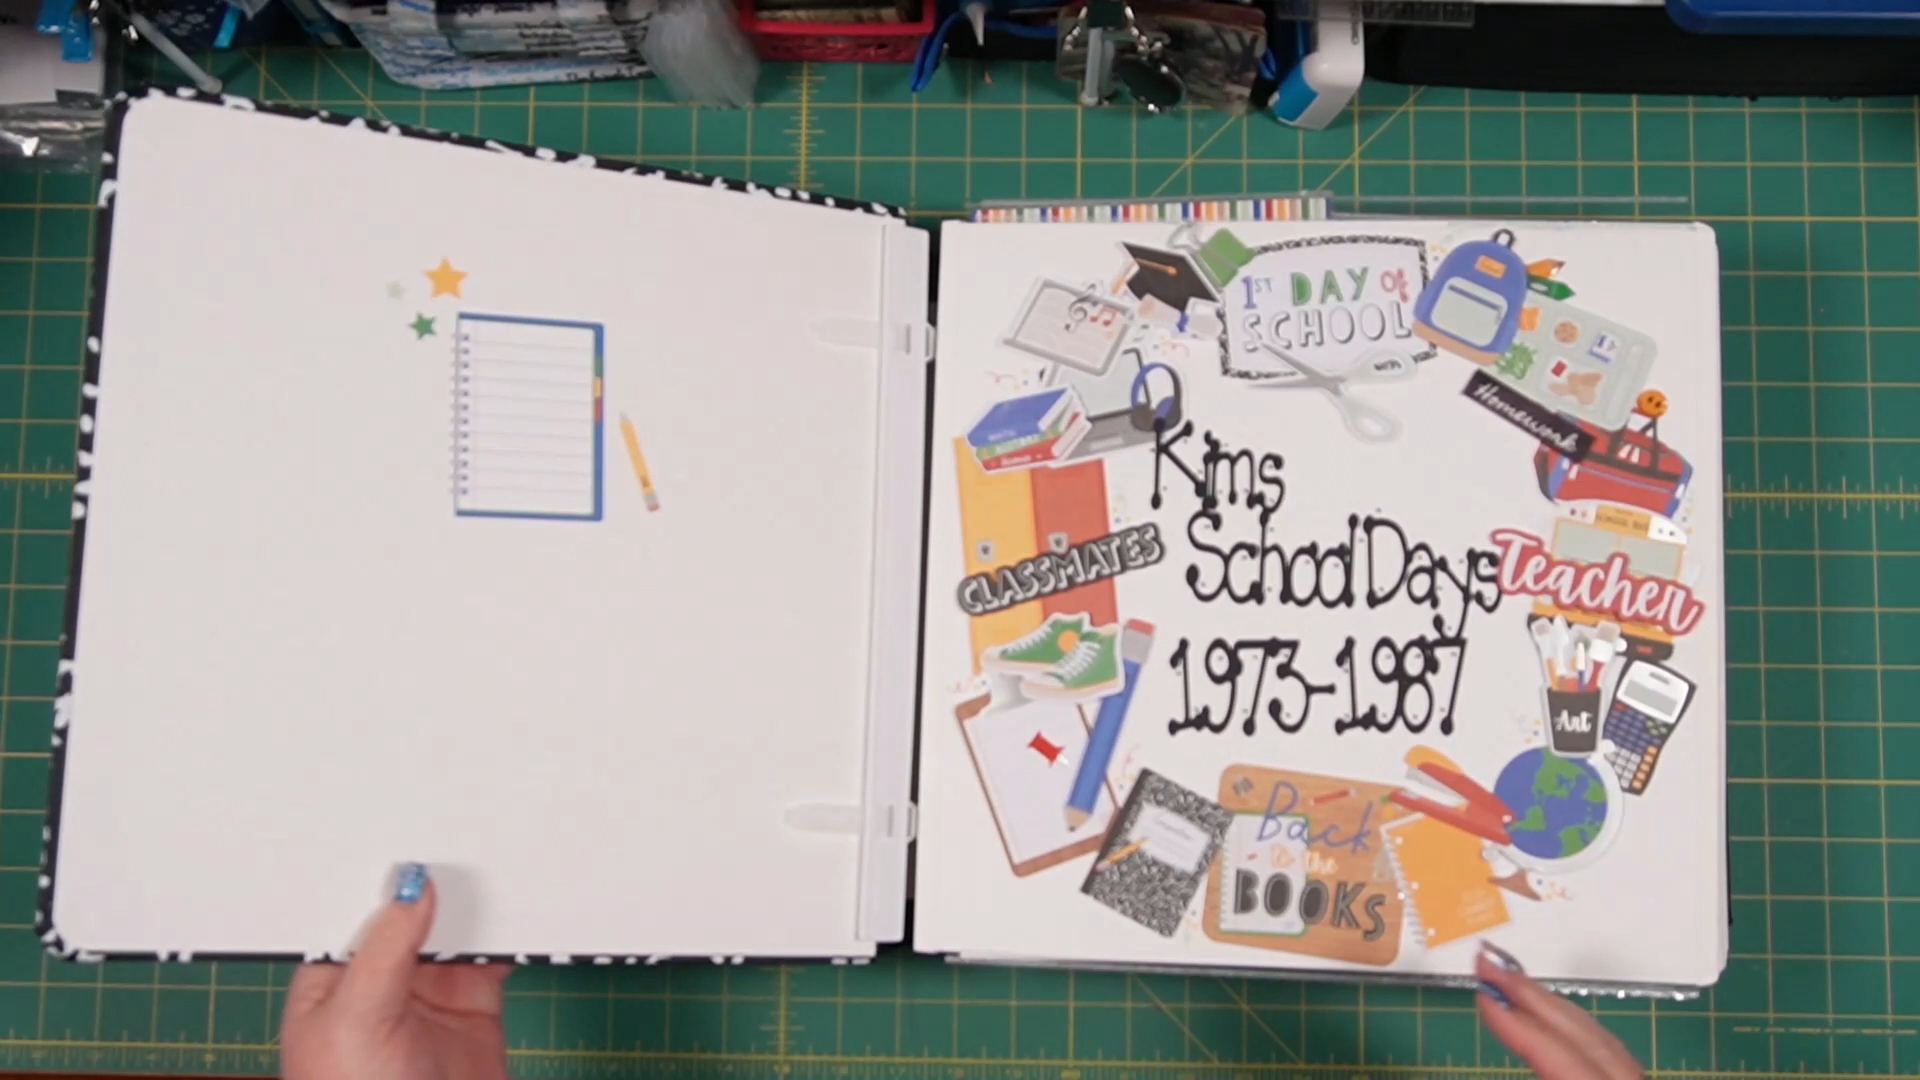 1ST DAY of
SCHOOL
Homework
Kims
School Days
1973-1987
CLASSMATES
Teacher
Art
Back
to the
BOOKS